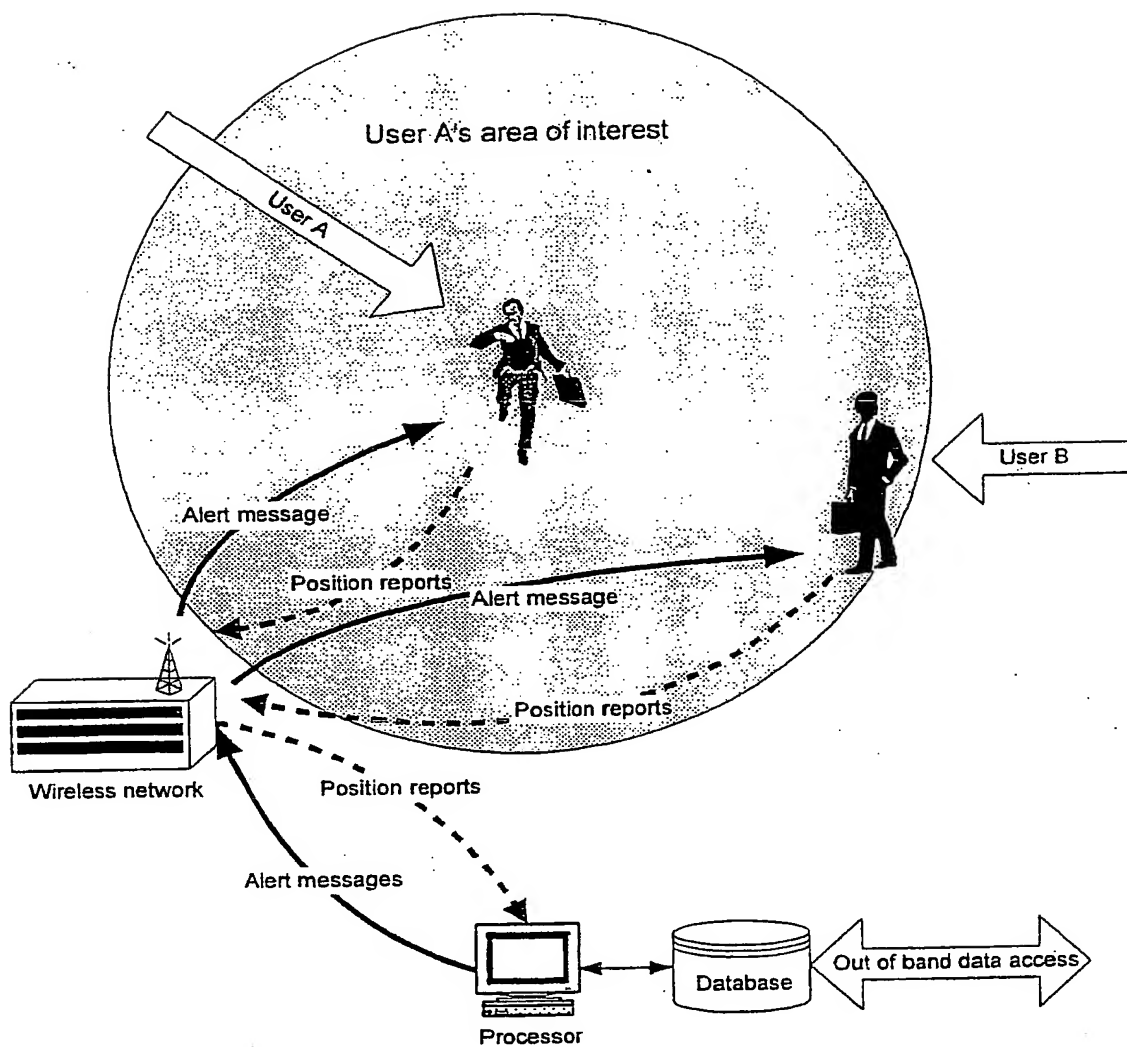 User A's area of interest
User A
User B
Alert message
Position reports
Alert message
Position reports
Wireless network
Position reports
Alert messages
Out of band data access
Database
Processor